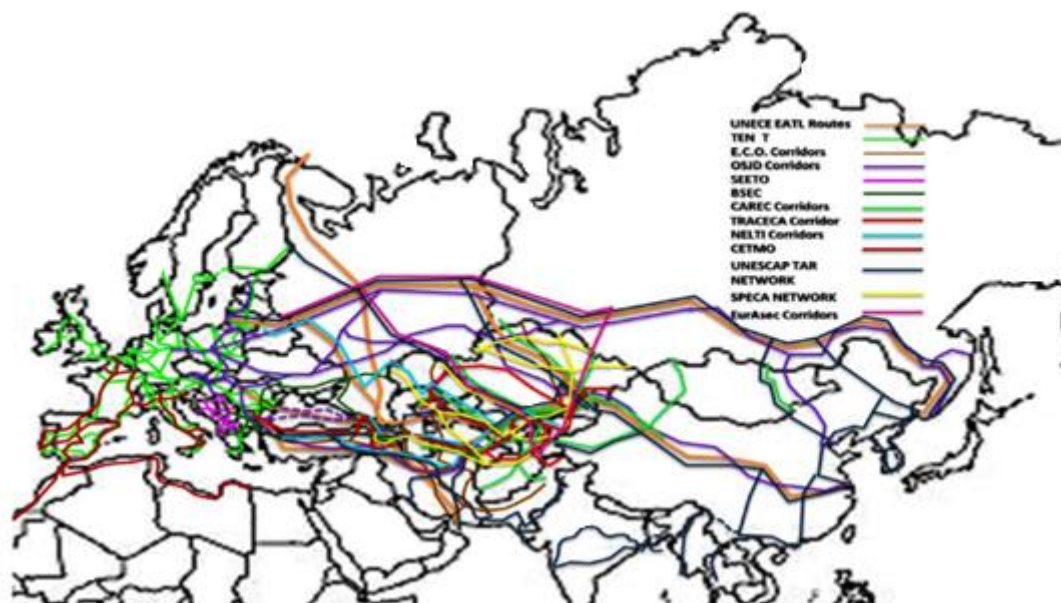 UNECE EATL Routes
TEN T
E.C.O. Corridors
OSJD Corridors
SEETO
BSEC
CAREC Corridors
TRACECA Corridor
NELTI Corridors
CETMO
UNESCAP TAR
NETWORK
SPECA NETWORK
EurAsec Corridors